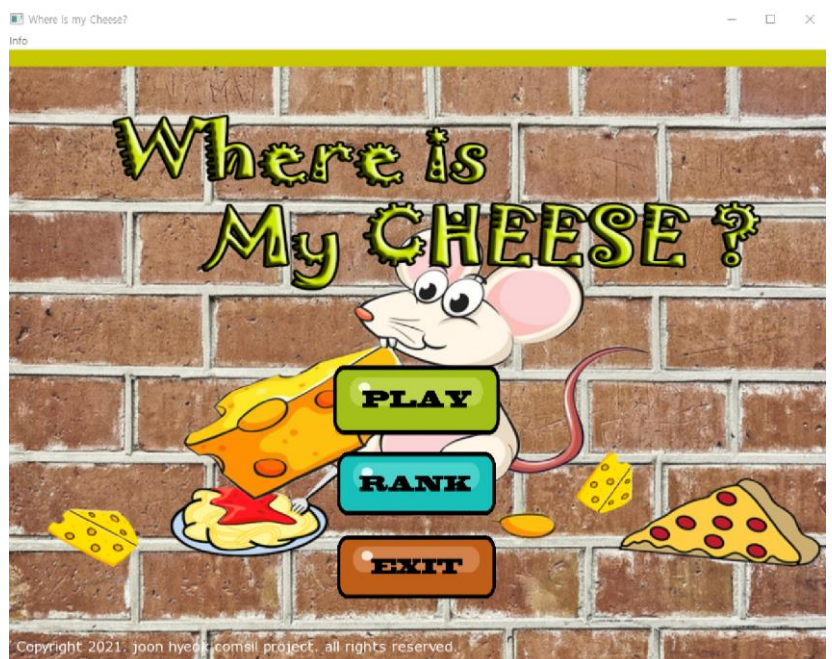 Where is my Cheese?
Info
Where is
My CHEESE ?
PLAY
RANK
EXIT
Copyright 2021. joon hyeok comsil project. all rights reserved.